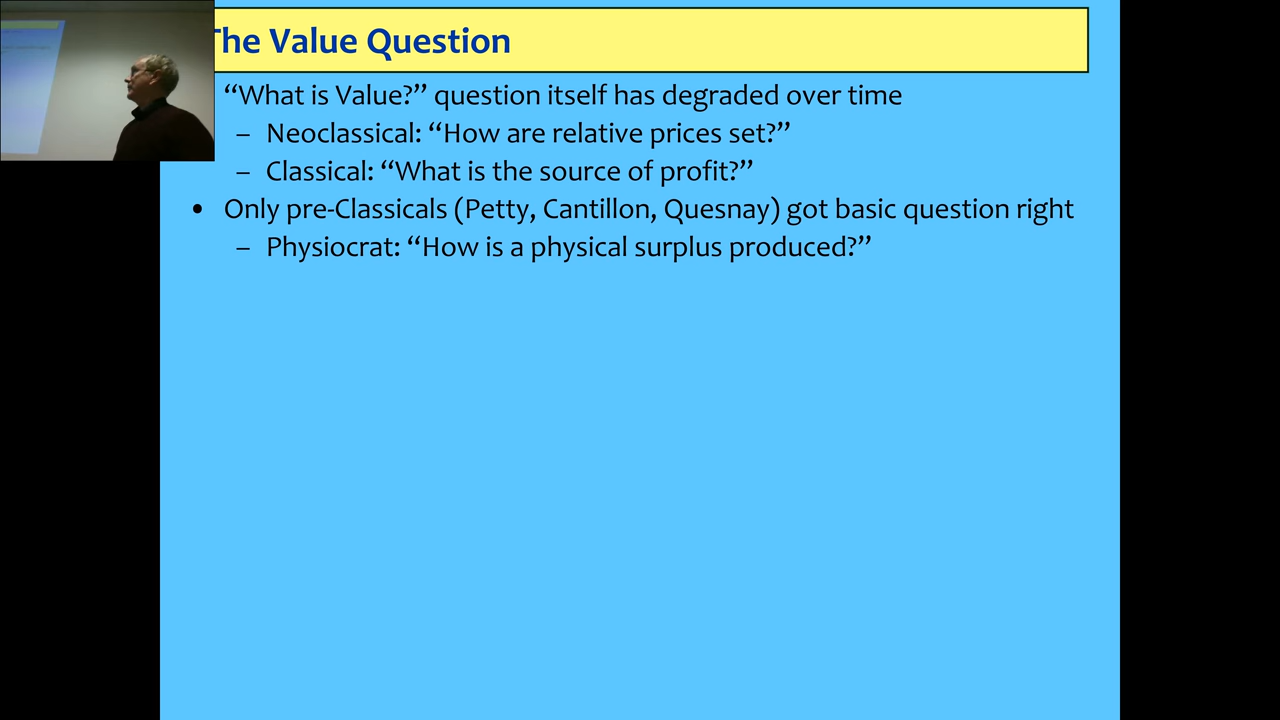 The Value Question
“What is Value?” question itself has degraded over time
– Neoclassical: “How are relative prices set?”
– Classical: “What is the source of profit?”
• Only pre-Classicals (Petty, Cantillon, Quesnay) got basic question right
– Physiocrat: “How is a physical surplus produced?”